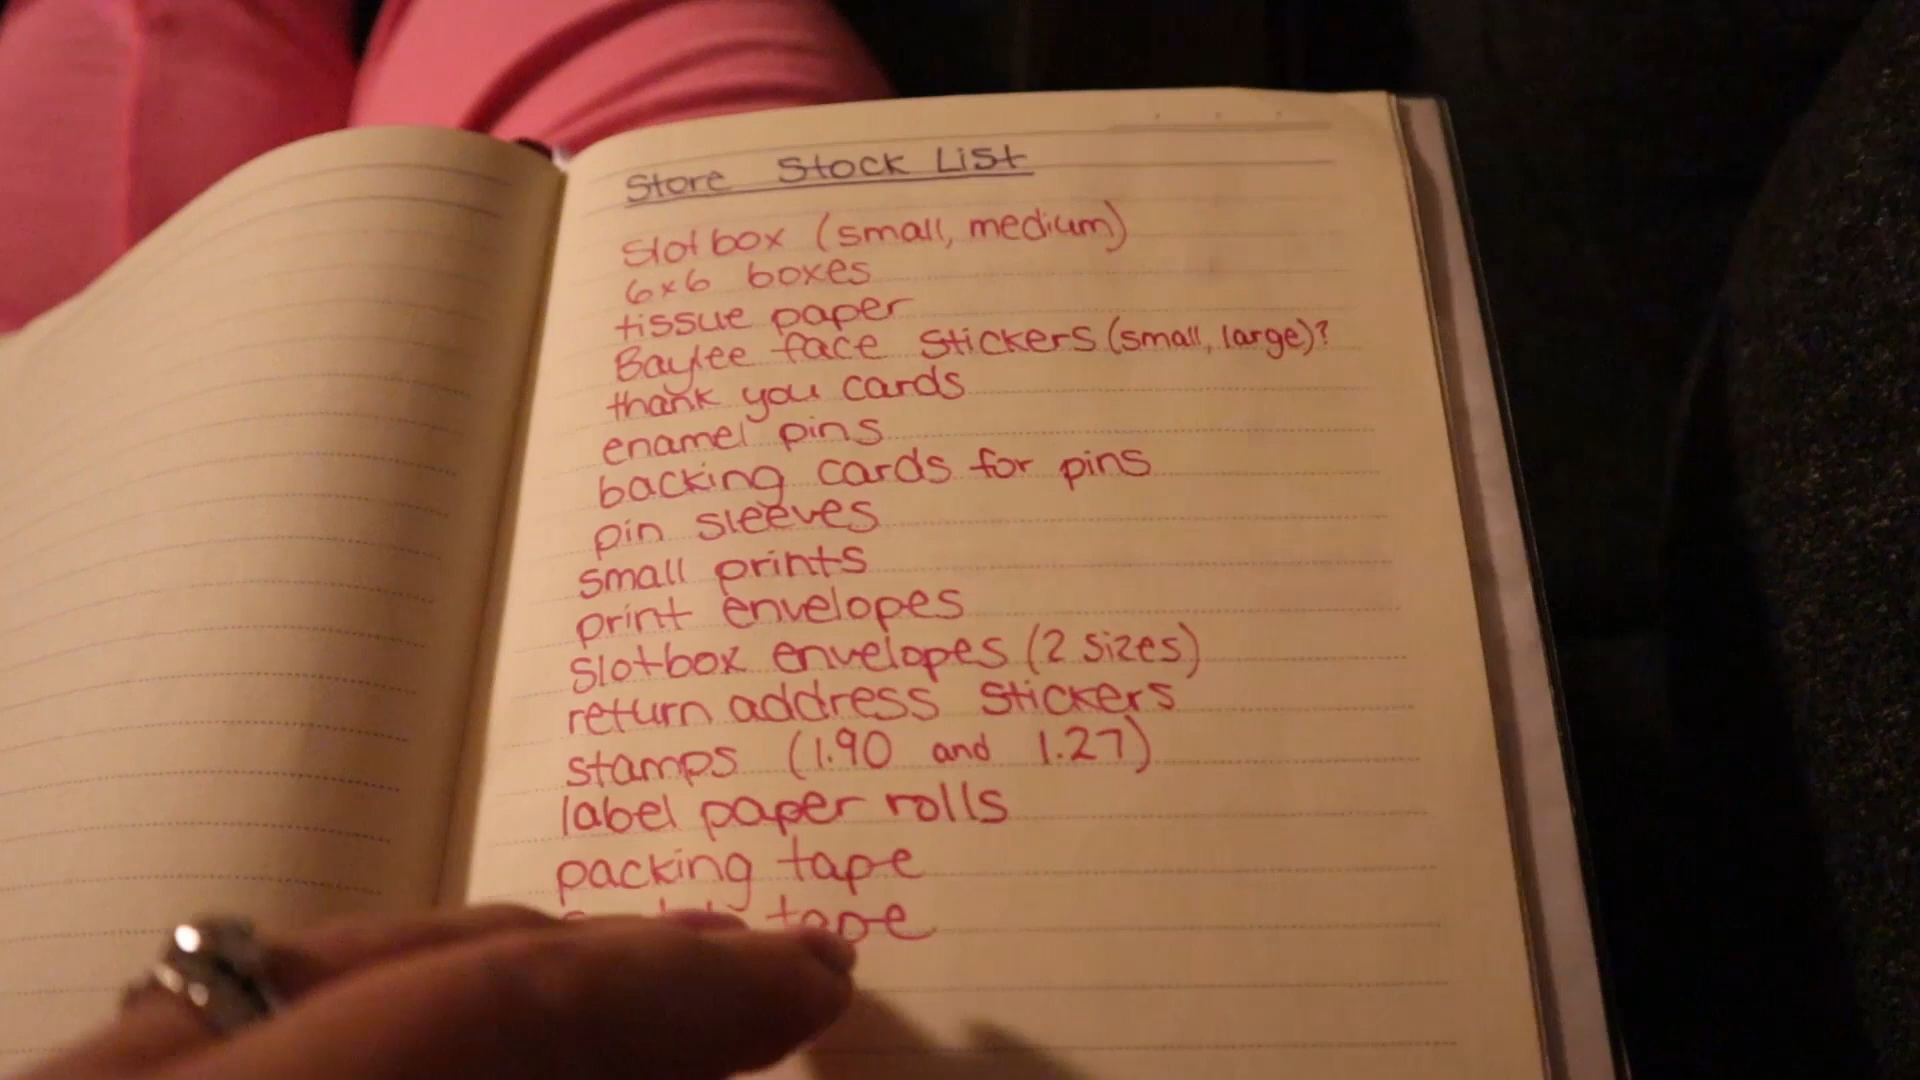 Store Stock List
Slotbox (small, medium)
6x6 boxes
tissue paper
Baylee face stickers (small, large)?
thank you cards
enamel pins
backing cards for pins
pin sleeves
small prints
print envelopes
slotbox envelopes (2 sizes)
return address stickers
stamps (1.90 and 1.27)
label paper rolls
packing tape
tape